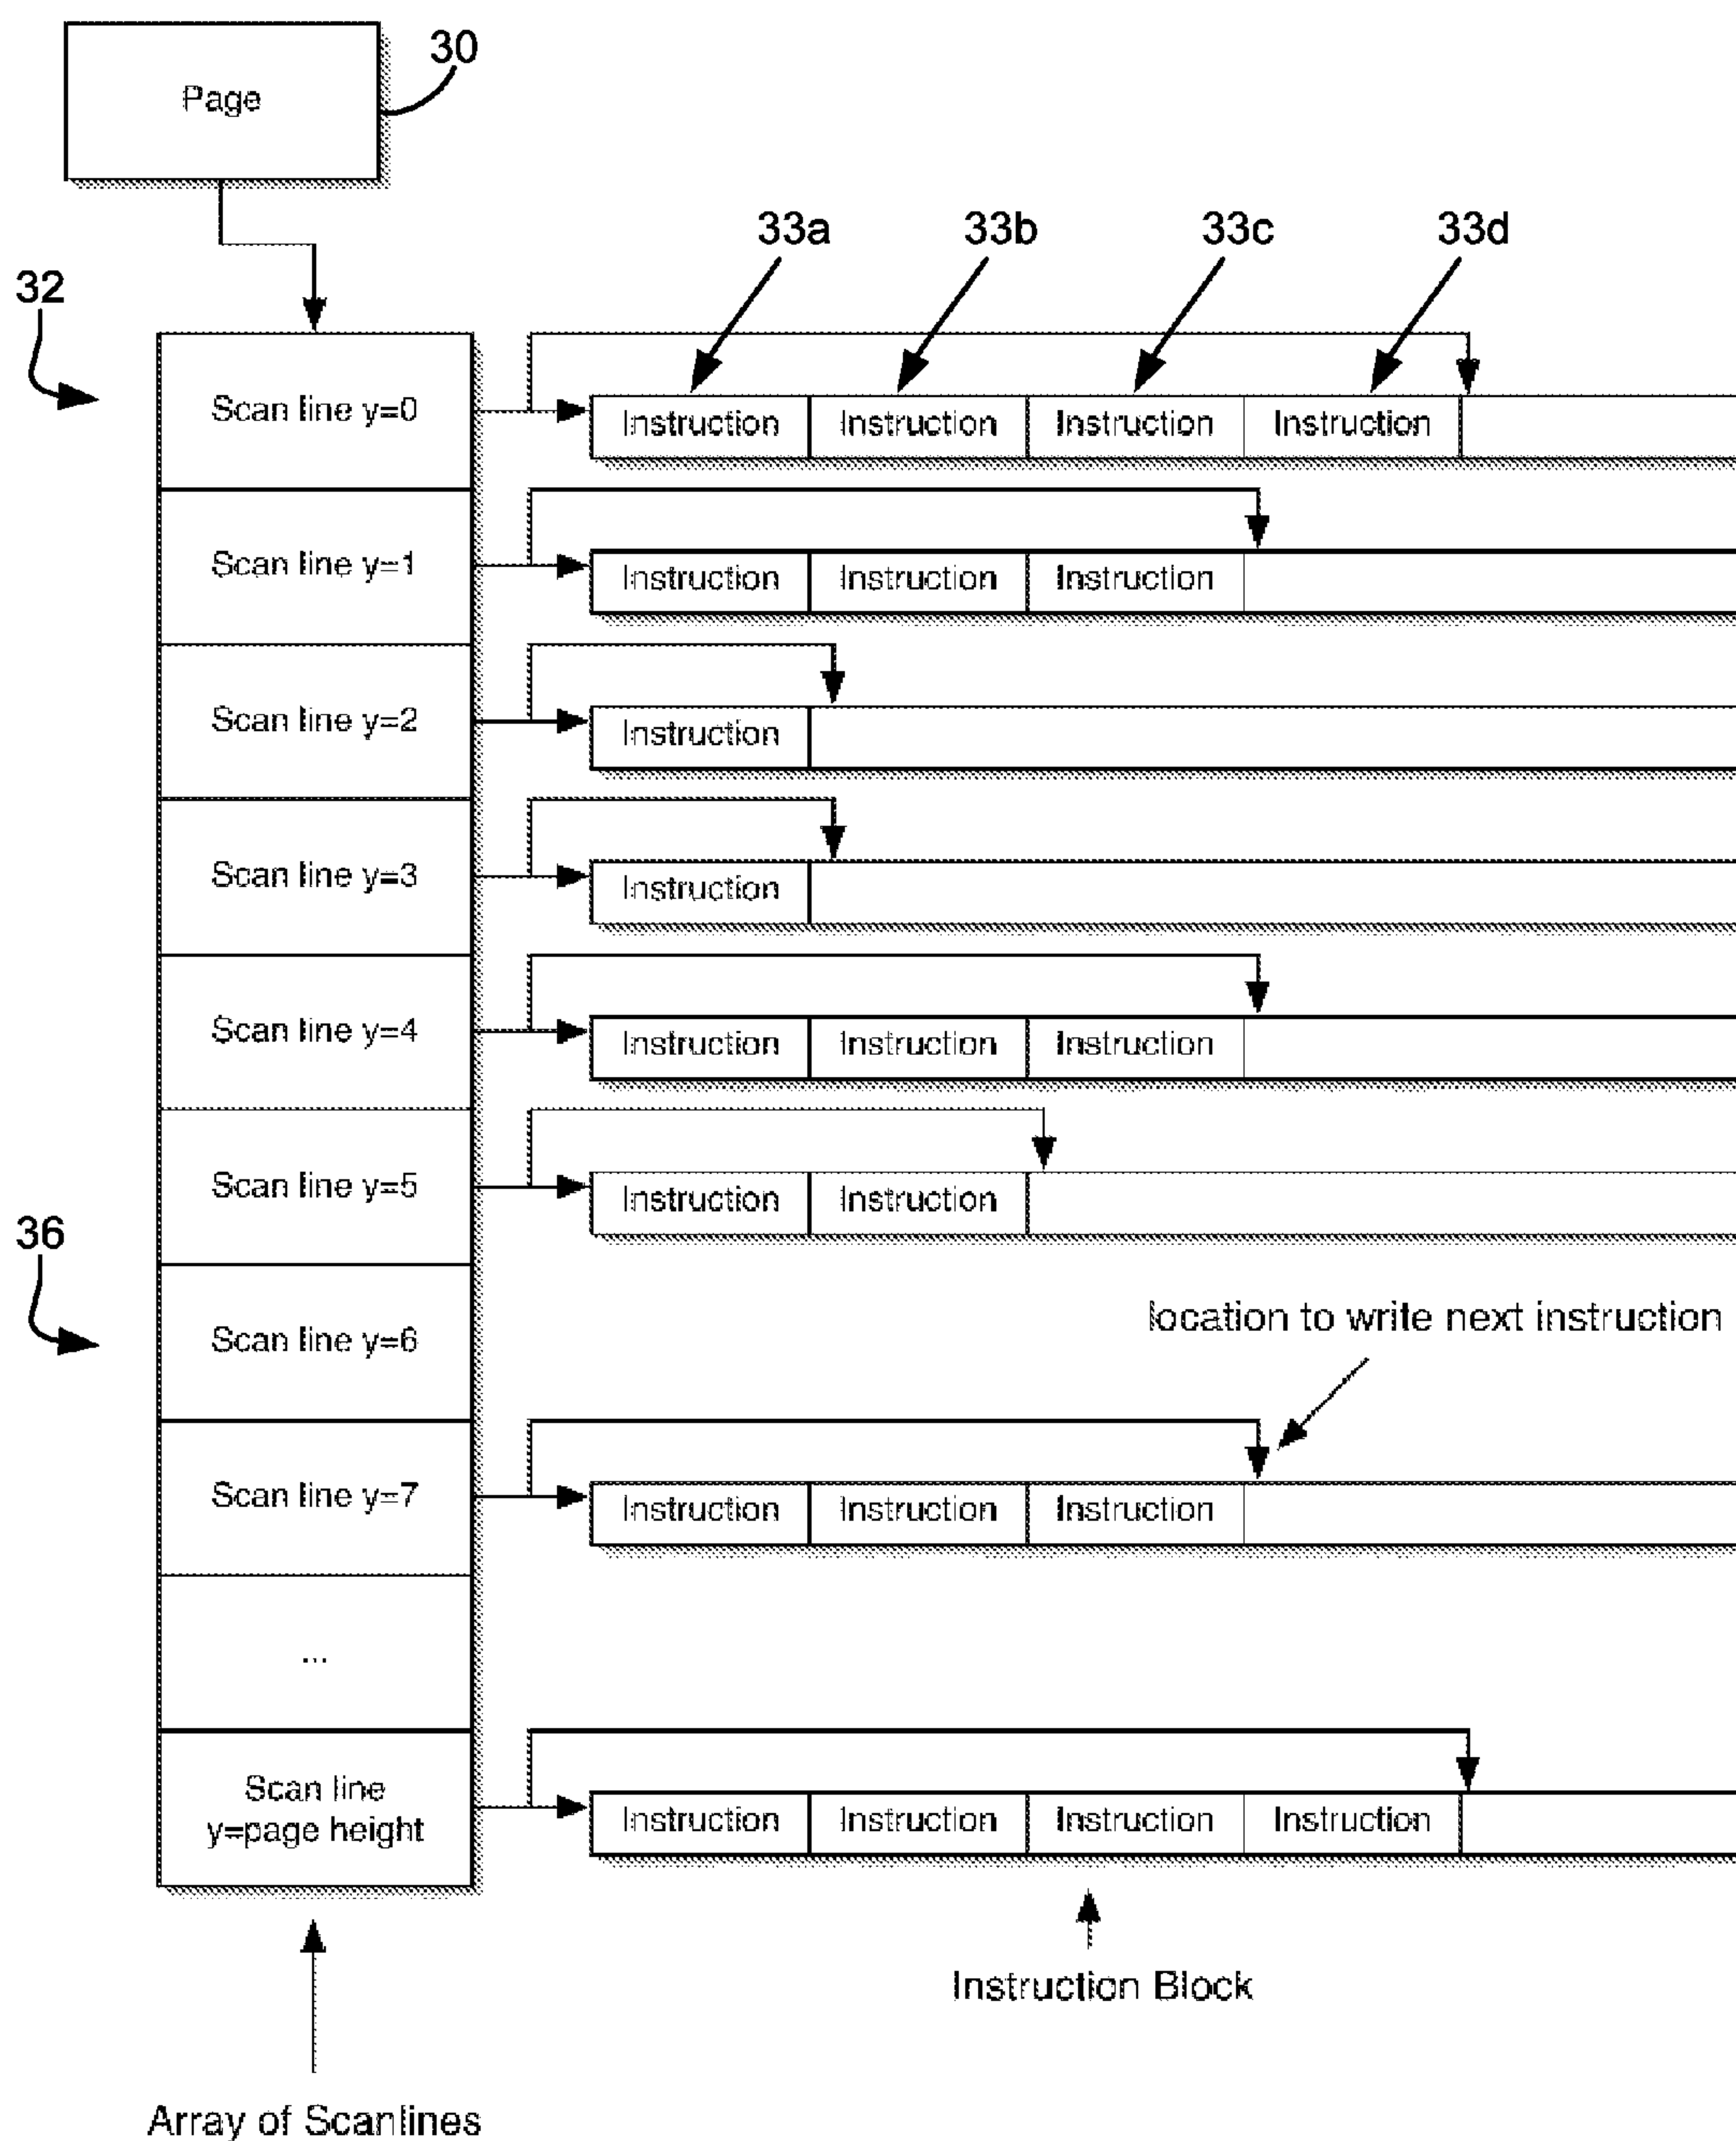 Page
30
33a 33b 33c 33d
32
Scan line y=0
Instruction Instruction Instruction Instruction
Scan line y=1
Instruction Instruction Instruction
Scan line y=2
Instruction
Scan line y=3
Instruction
Scan line y=4
Instruction Instruction Instruction
Scan line y=5
Instruction Instruction
36
Scan line y=6
location to write next instruction
Scan line y=7
Instruction Instruction Instruction
...
Scan line
y=page height
Instruction Instruction Instruction Instruction
Instruction Block
Array of Scanlines